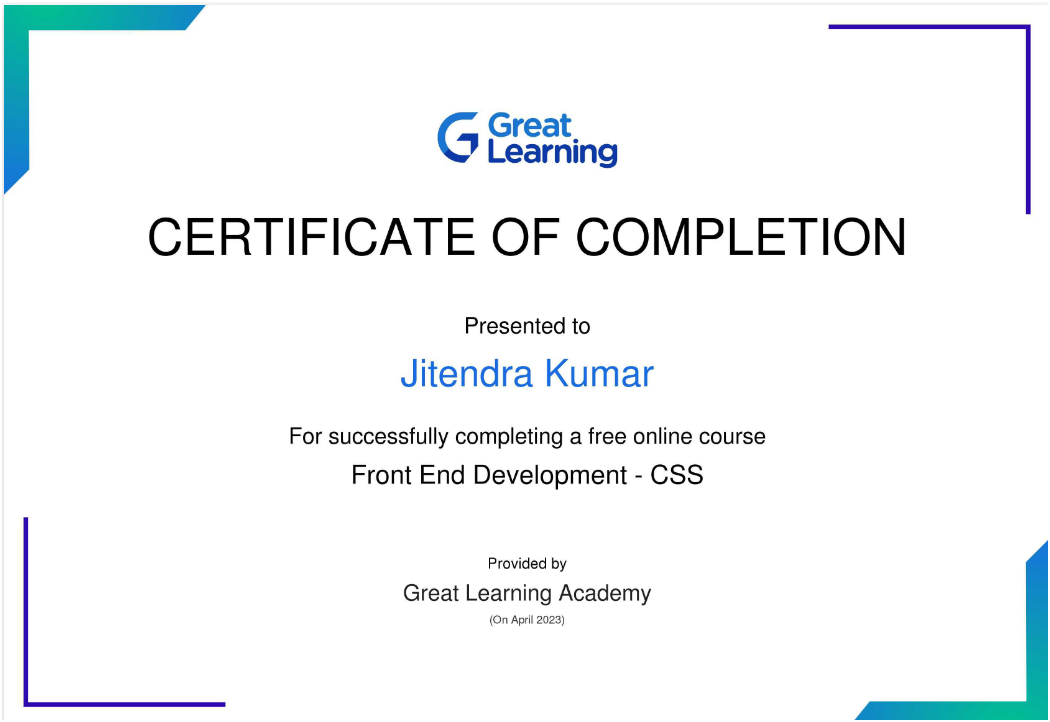 Great
Learning
CERTIFICATE OF COMPLETION
Presented to
Jitendra Kumar
For successfully completing a free online course
Front End Development - CSS
Provided by
Great Learning Academy
(On April 2023)